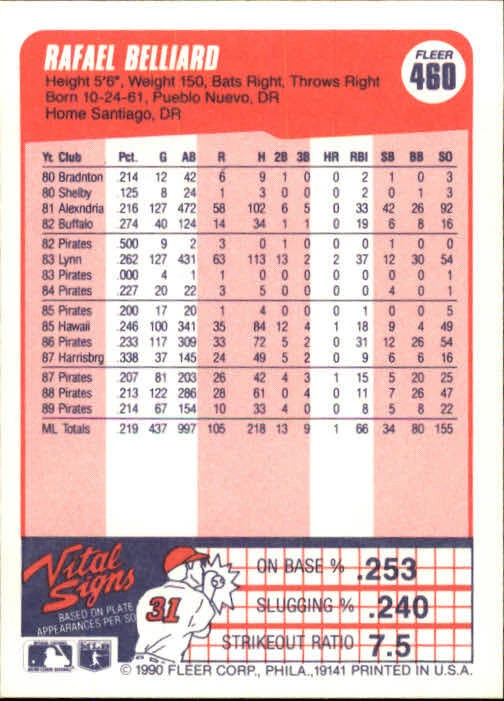 RAFAEL BELLIARD
FLEER
460
Height 5'6", Weight 150, Bats Right, Throws Right
Born 10-24-61, Pueblo Nuevo, DR
Home Santiago, DR
Yr. Club Pct. G AB R H 2B 3B HR RBI SB BB SO
80 Bradnton .214 12 42 6 9 1 0 0 2 1 0 3
80 Shelby .125 8 24 1 3 0 0 0 2 0 1 3
81 Alexndria .216 127 472 58 102 6 5 0 33 42 26 92
82 Buffalo .274 40 124 14 34 1 1 0 19 6 8 16
82 Pirates .500 9 2 3 0 1 0 0 0 1 0 0
83 Lynn .262 127 431 63 113 13 2 2 37 12 30 54
83 Pirates .000 4 1 1 0 0 0 0 0 0 0 1
84 Pirates .227 20 22 3 5 0 0 0 0 4 0 1
85 Pirates .200 17 20 1 4 0 0 0 1 0 0 5
85 Hawaii .246 100 341 35 84 12 4 1 18 9 4 49
86 Pirates .233 117 309 33 72 5 2 0 31 12 26 54
87 Harrisbrg .338 37 145 24 49 5 2 0 9 6 6 16
87 Pirates .207 81 203 26 42 4 3 1 15 5 20 25
88 Pirates .213 122 286 28 61 0 4 0 11 7 26 47
89 Pirates .214 67 154 10 33 4 0 0 8 5 8 22
ML Totals .219 437 997 105 218 13 9 1 66 34 80 155
Vital Signs
BASED ON PLATE
APPEARANCES PER SO
31
ON BASE % .253
SLUGGING % .240
STRIKEOUT RATIO 7.5
© 1990 FLEER CORP., PHILA., 19141 PRINTED IN U.S.A.